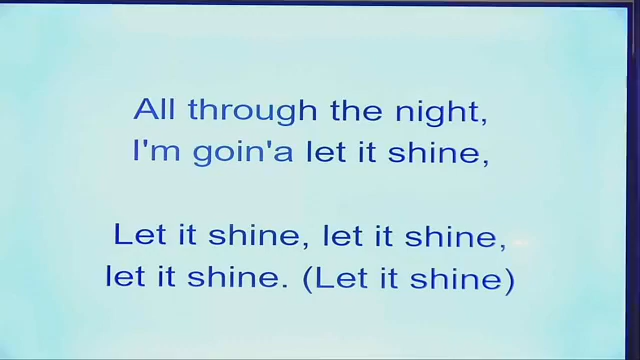 All through the night,
I'm goin'a let it shine,
Let it shine, let it shine,
let it shine. (Let it shine)